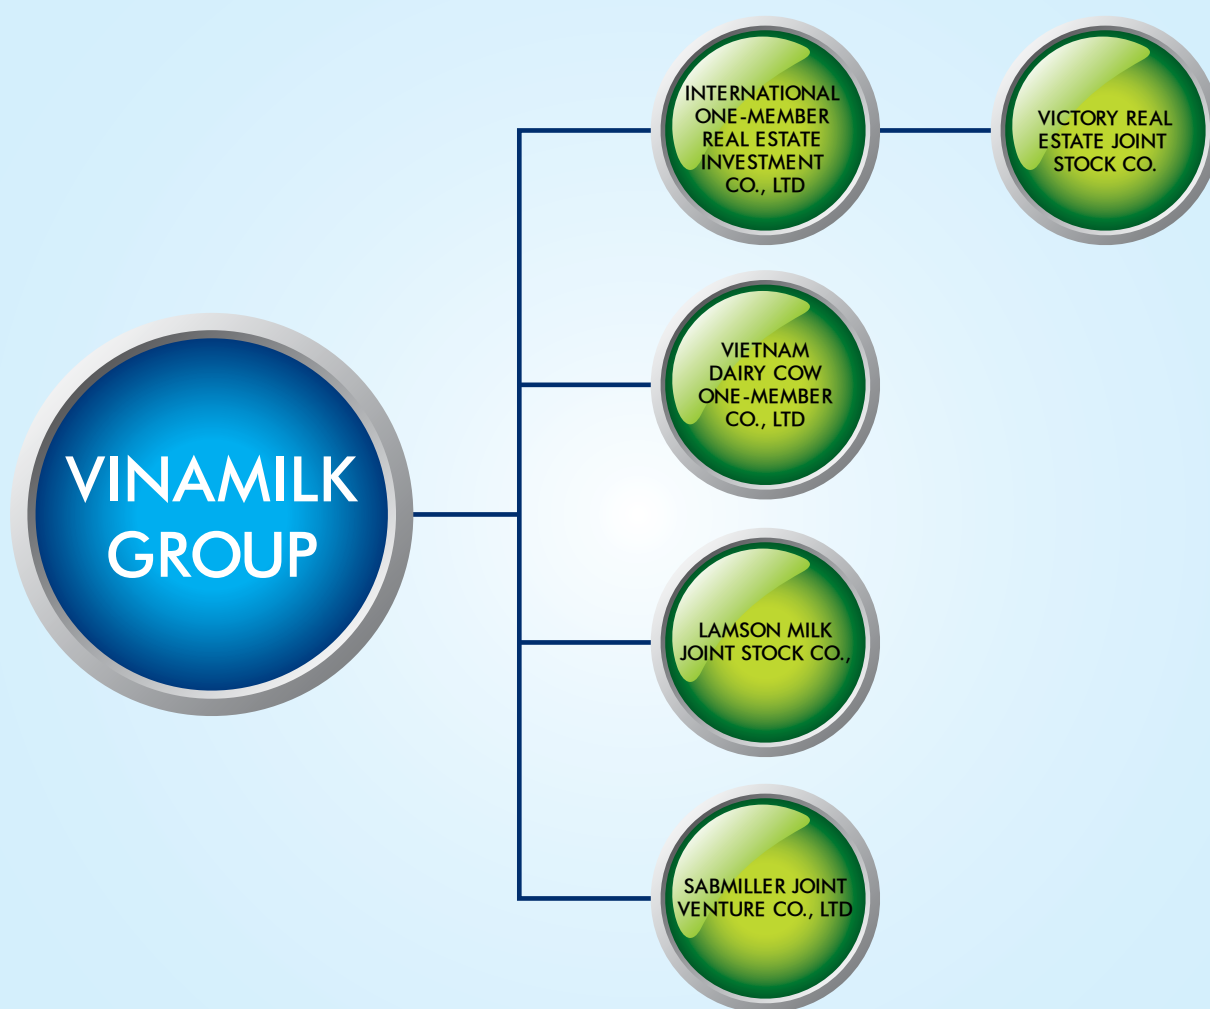 INTERNATIONAL
ONE-MEMBER
REAL ESTATE
INVESTMENT
CO., LTD
VICTORY REAL
ESTATE JOINT
STOCK CO.
VIETNAM
DAIRY COW
ONE-MEMBER
CO., LTD
VINAMILK
GROUP
LAMSON MILK
JOINT STOCK CO.,
SABMILLER JOINT
VENTURE CO., LTD